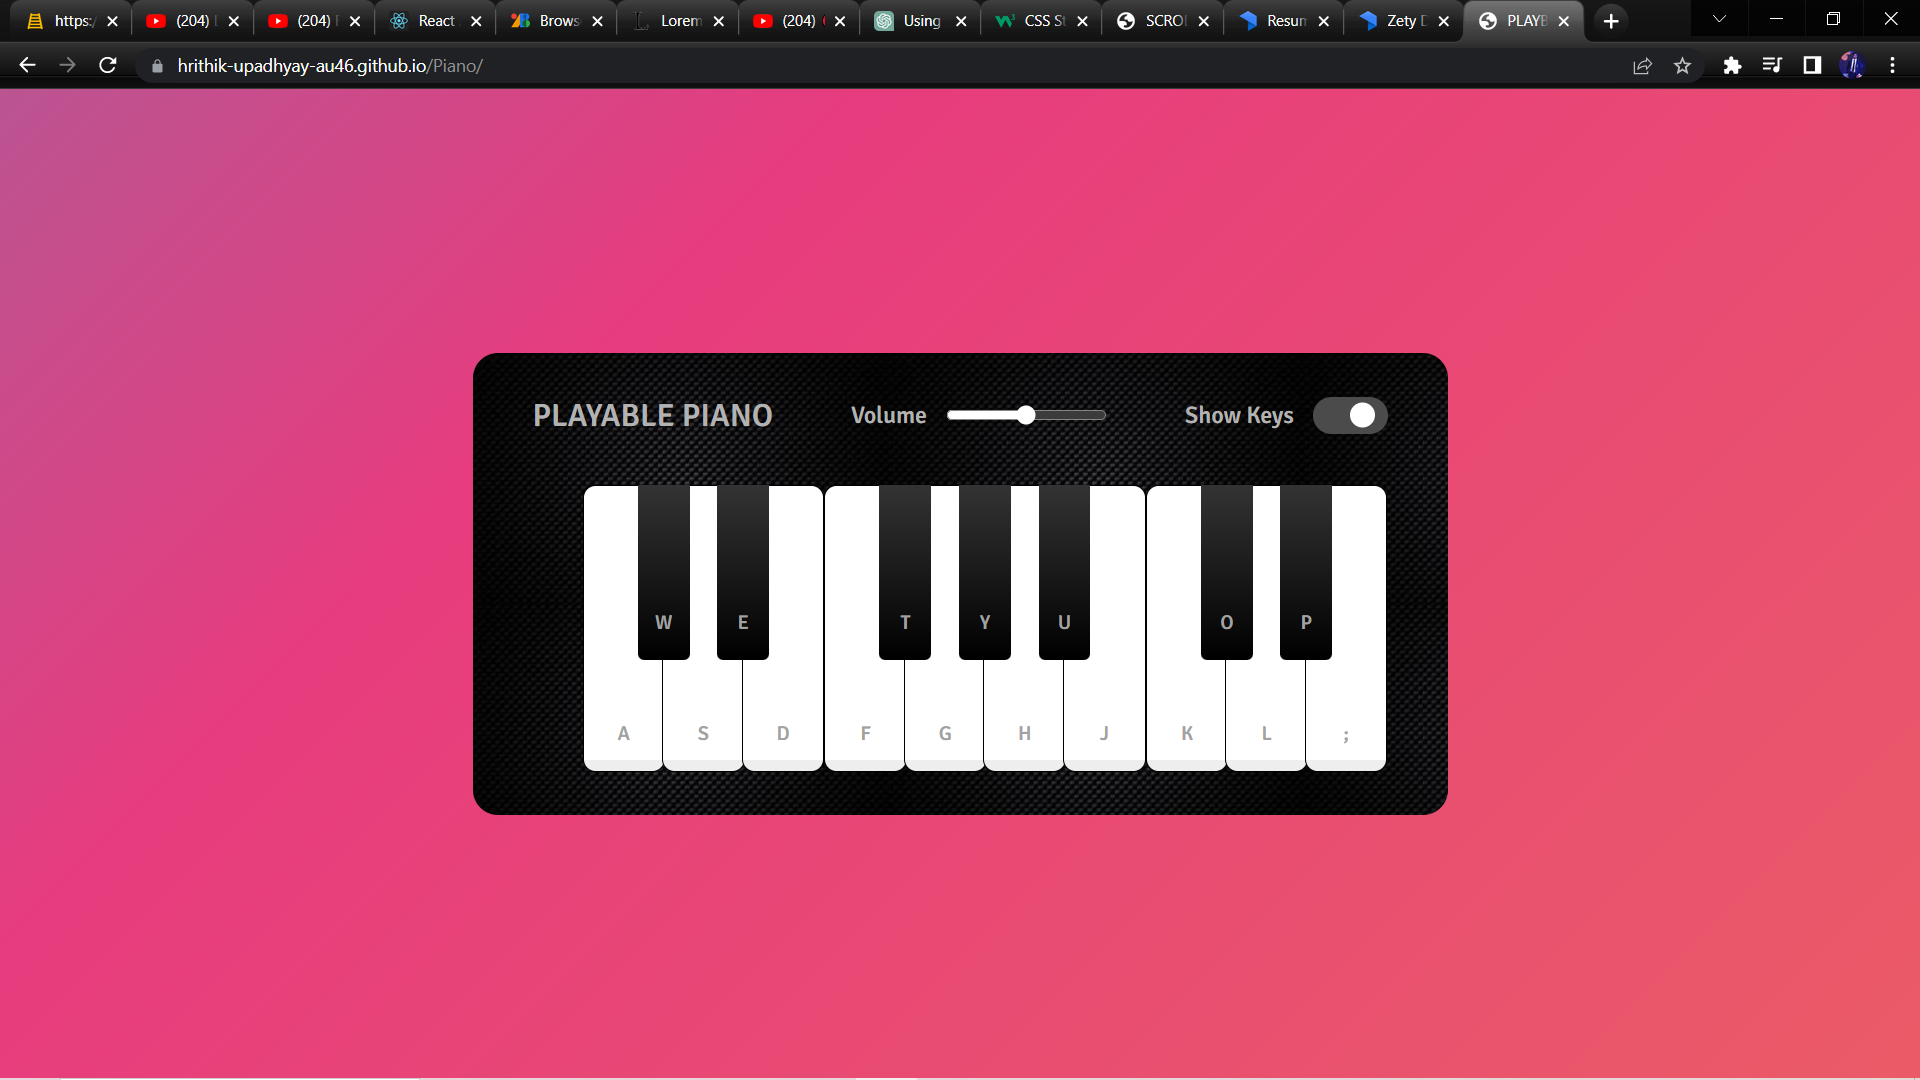 https:/ (204) (204) React Brows Lorem (204) Using CSS St SCRO Resum Zety D PLAYB
hrithik-upadhyay-au46.github.io/Piano/
PLAYABLE PIANO Volume Show Keys
W E T Y U O P
A S D F G H J K L ;